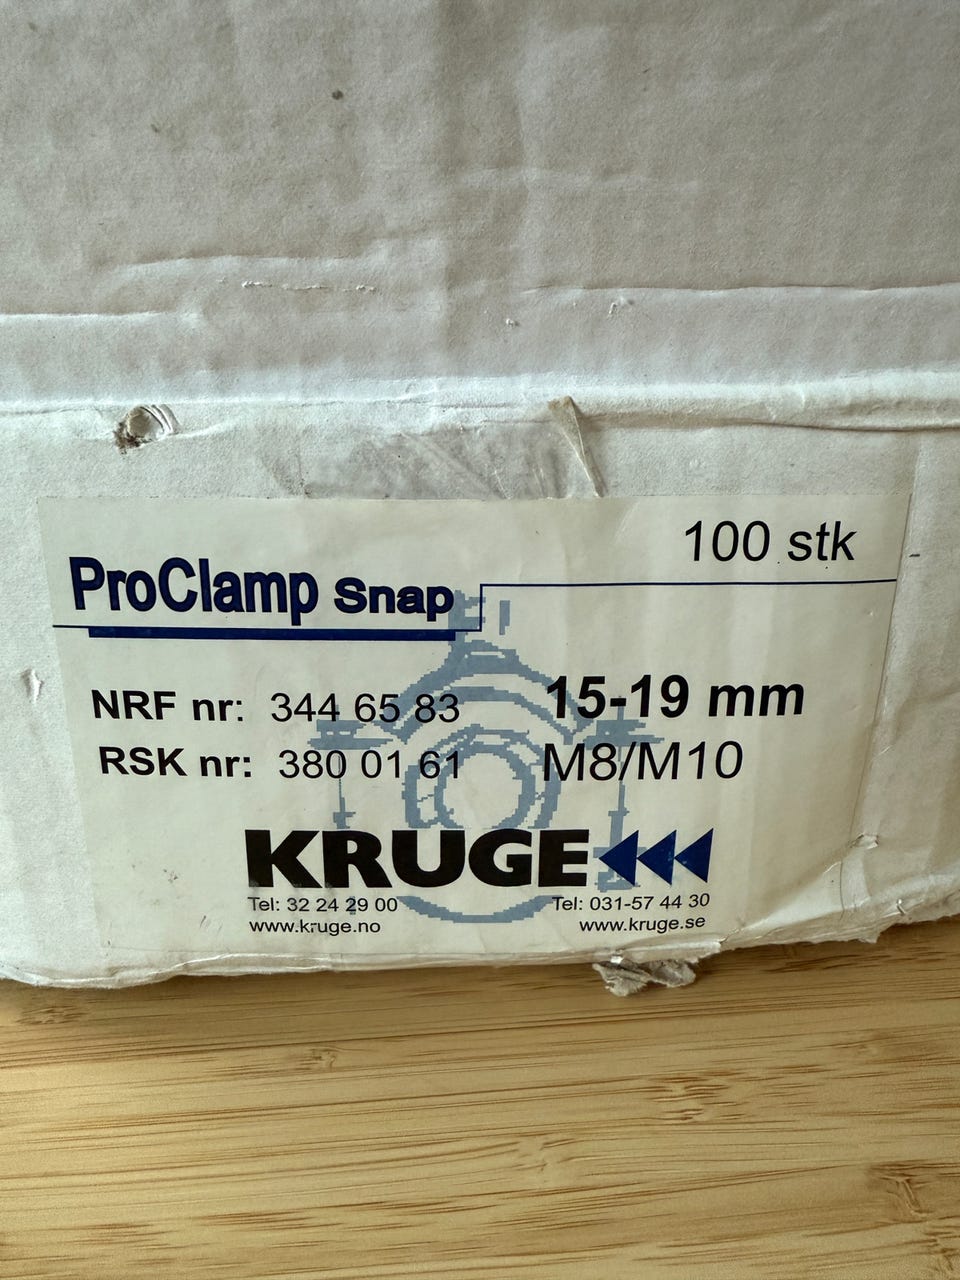 100 stk
ProClamp Snap
NRF nr: 344 65 83 15-19 mm
RSK nr: 380 01 61 M8/M10
KRUGE
Tel: 32 24 29 00 Tel: 031-57 44 30
www.kruge.no www.kruge.se